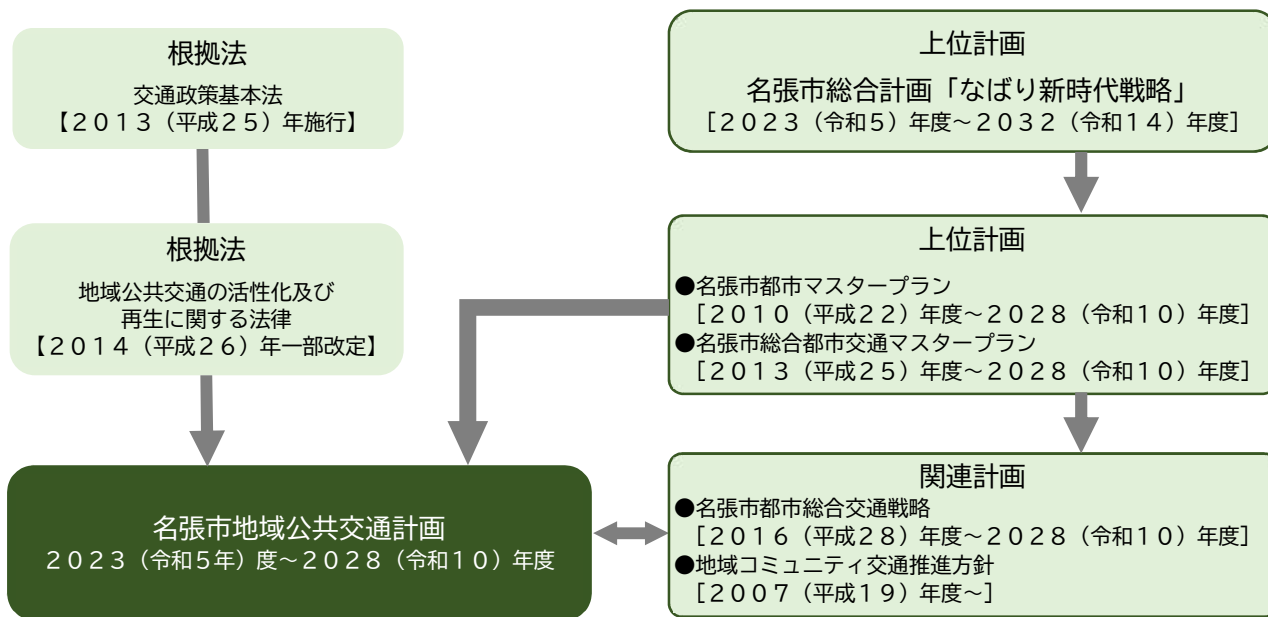 根拠法
交通政策基本法
【２０１３（平成２５）年施行】
根拠法
地域公共交通の活性化及び
再生に関する法律
【２０１４（平成２６）年一部改定】
名張市地域公共交通計画
２０２３（令和５年）度～２０２８（令和１０）年度
上位計画
名張市総合計画「なばり新時代戦略」
［２０２３（令和５）年度～２０３２（令和１４）年度］
上位計画
●名張市都市マスタープラン
［２０１０（平成２２）年度～２０２８（令和１０）年度］
●名張市総合都市交通マスタープラン
［２０１３（平成２５）年度～２０２８（令和１０）年度］
関連計画
●名張市都市総合交通戦略
［２０１６（平成２８）年度～２０２８（令和１０）年度］
●地域コミュニティ交通推進方針
［２００７（平成１９）年度～］